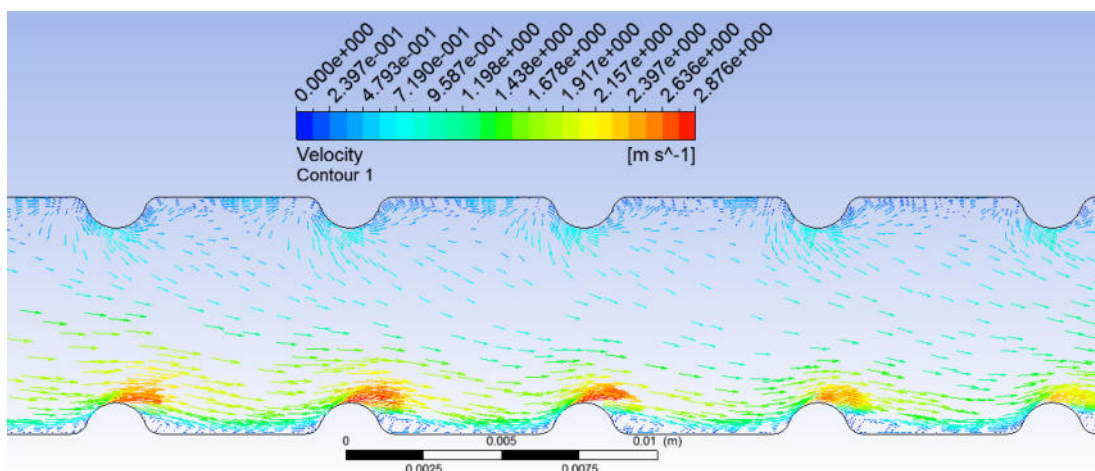 0.000e+000
2.397e-001
4.793e-001
7.190e-001
9.587e-001
1.198e+000
1.438e+000
1.678e+000
1.917e+000
2.157e+000
2.397e+000
2.636e+000
2.876e+000
Velocity [m s^-1]
Contour 1
0 0.005 0.01 (m)
0.0025 0.0075